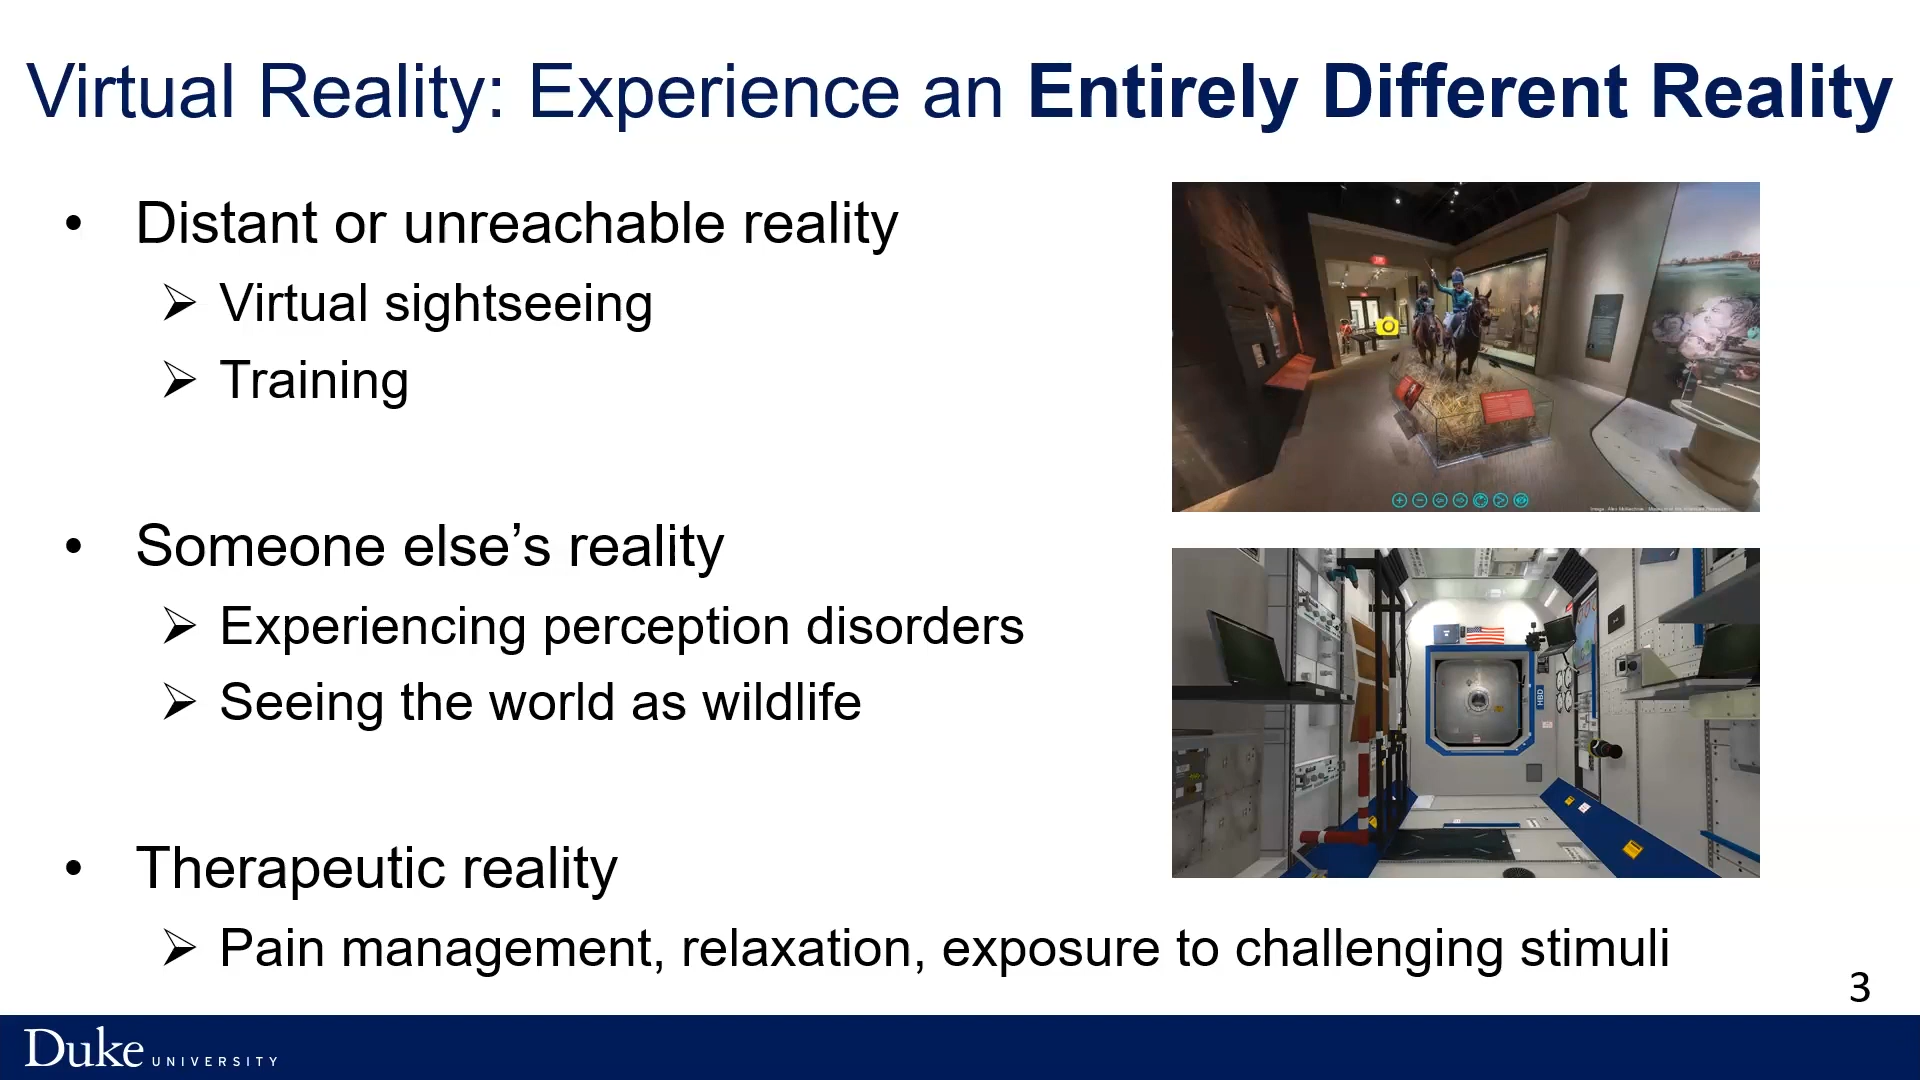 Virtual Reality: Experience an Entirely Different Reality
• Distant or unreachable reality
➢ Virtual sightseeing
➢ Training
• Someone else’s reality
➢ Experiencing perception disorders
➢ Seeing the world as wildlife
• Therapeutic reality
➢ Pain management, relaxation, exposure to challenging stimuli
3
Duke UNIVERSITY